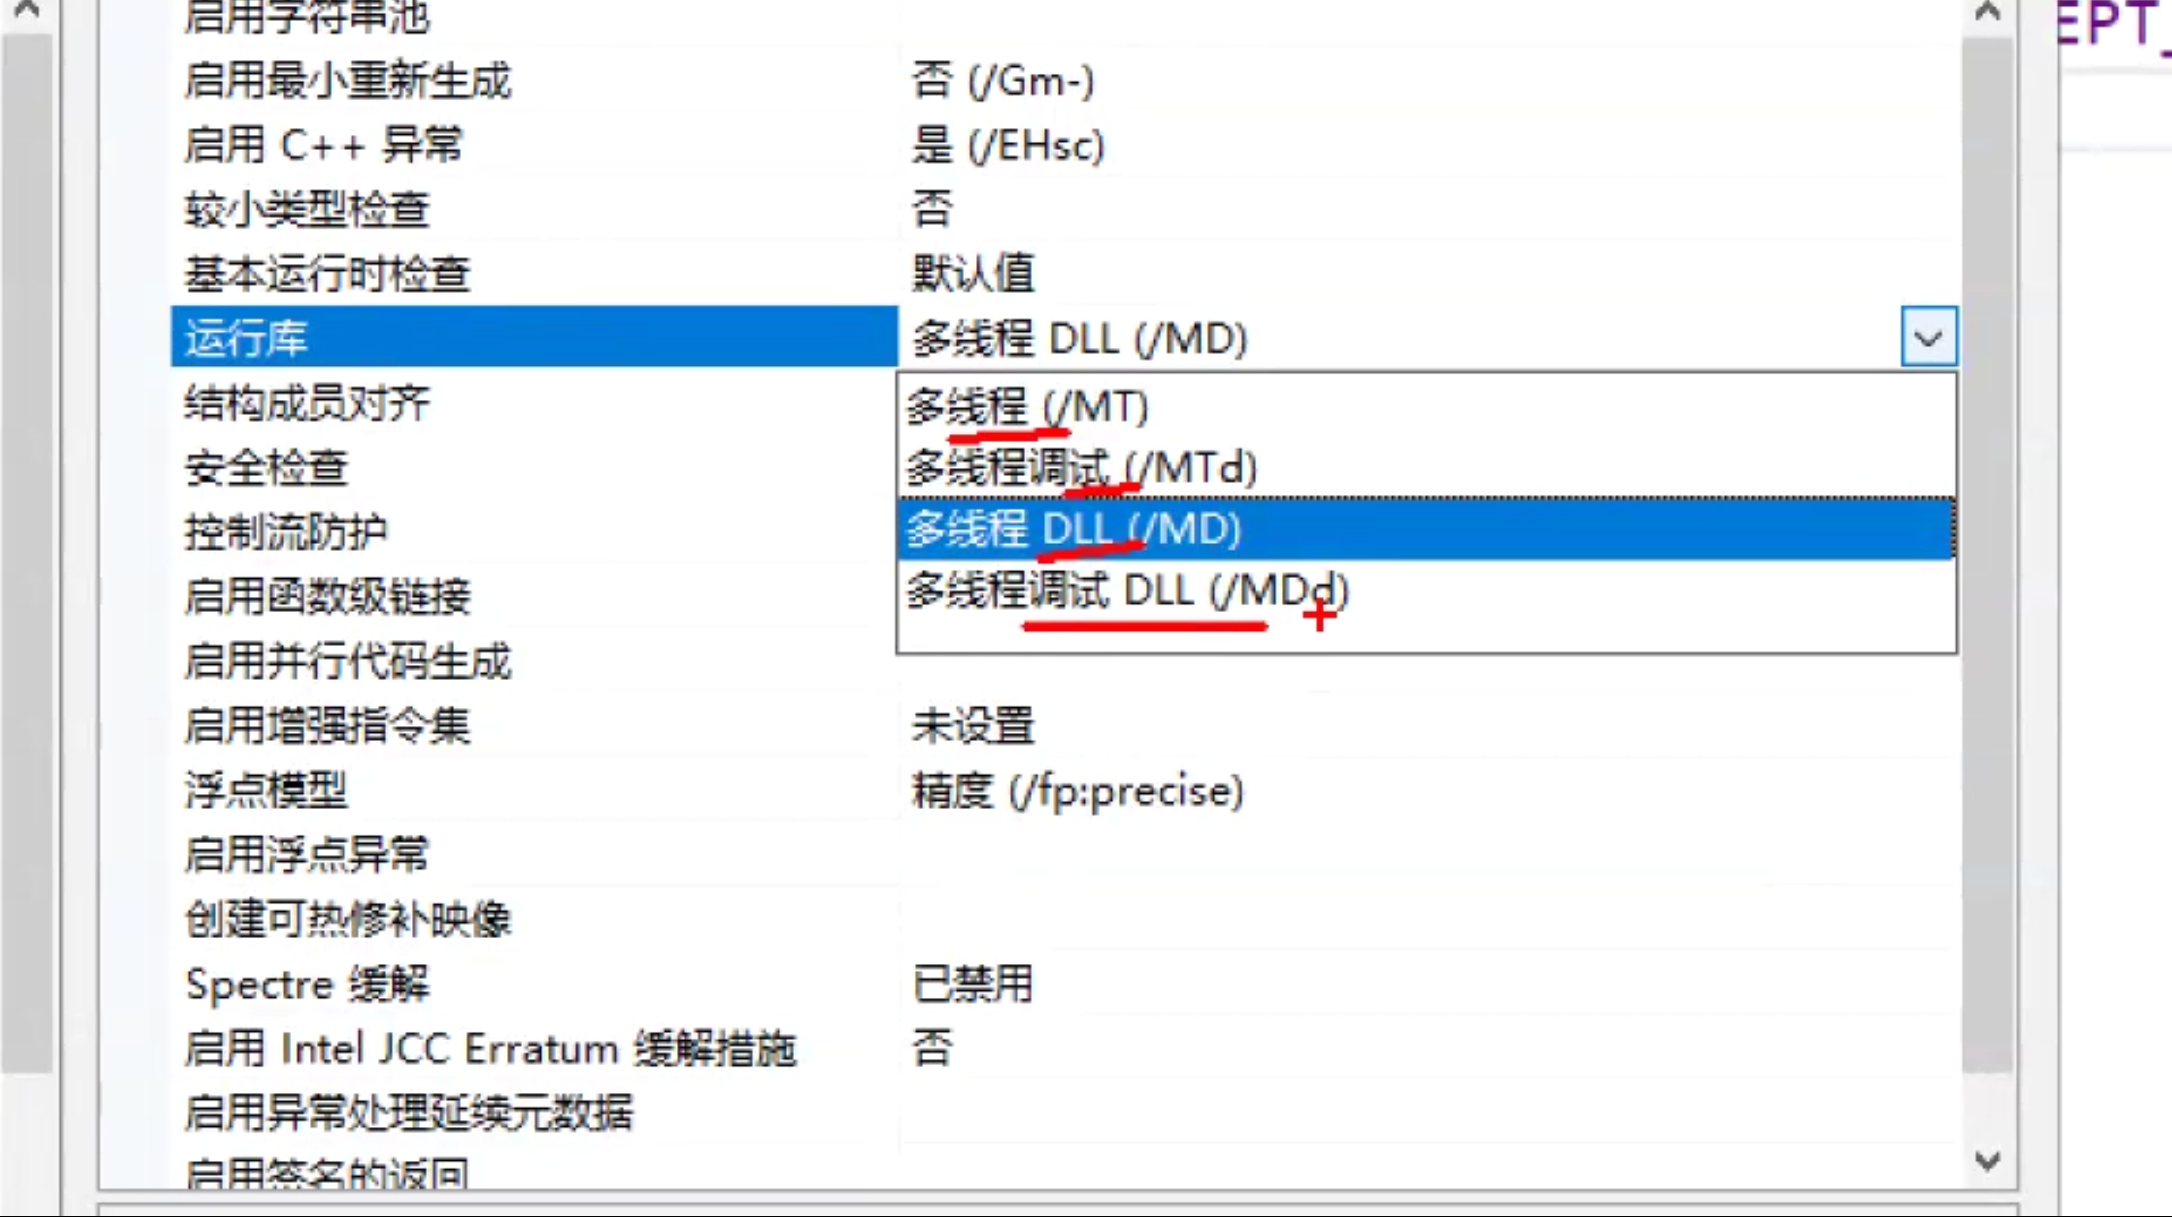 启用字符串池
EPT_
启用最小重新生成 否 (/Gm-)
启用 C++ 异常 是 (/EHsc)
较小类型检查 否
基本运行时检查 默认值
运行库 多线程 DLL (/MD)
结构成员对齐 多线程 (/MT)
安全检查 多线程调试 (/MTd)
控制流防护 多线程 DLL (/MD)
启用函数级链接 多线程调试 DLL (/MDd)
启用并行代码生成
启用增强指令集 未设置
浮点模型 精度 (/fp:precise)
启用浮点异常
创建可热修补映像
Spectre 缓解 已禁用
启用 Intel JCC Erratum 缓解措施 否
启用异常处理延续元数据
启用签名的返回